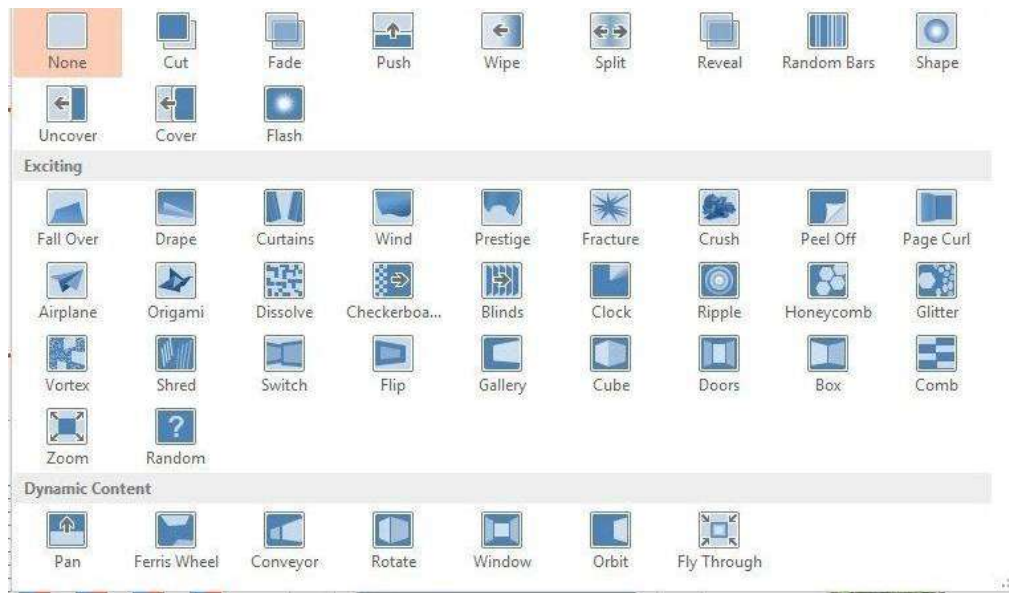 None Cut Fade Push Wipe Split Reveal Random Bars Shape
Uncover Cover Flash
Exciting
Fall Over Drape Curtains Wind Prestige Fracture Crush Peel Off Page Curl
Airplane Origami Dissolve Checkerboa... Blinds Clock Ripple Honeycomb Glitter
Vortex Shred Switch Flip Gallery Cube Doors Box Comb
?
Zoom Random
Dynamic Content
Pan Ferris Wheel Conveyor Rotate Window Orbit Fly Through